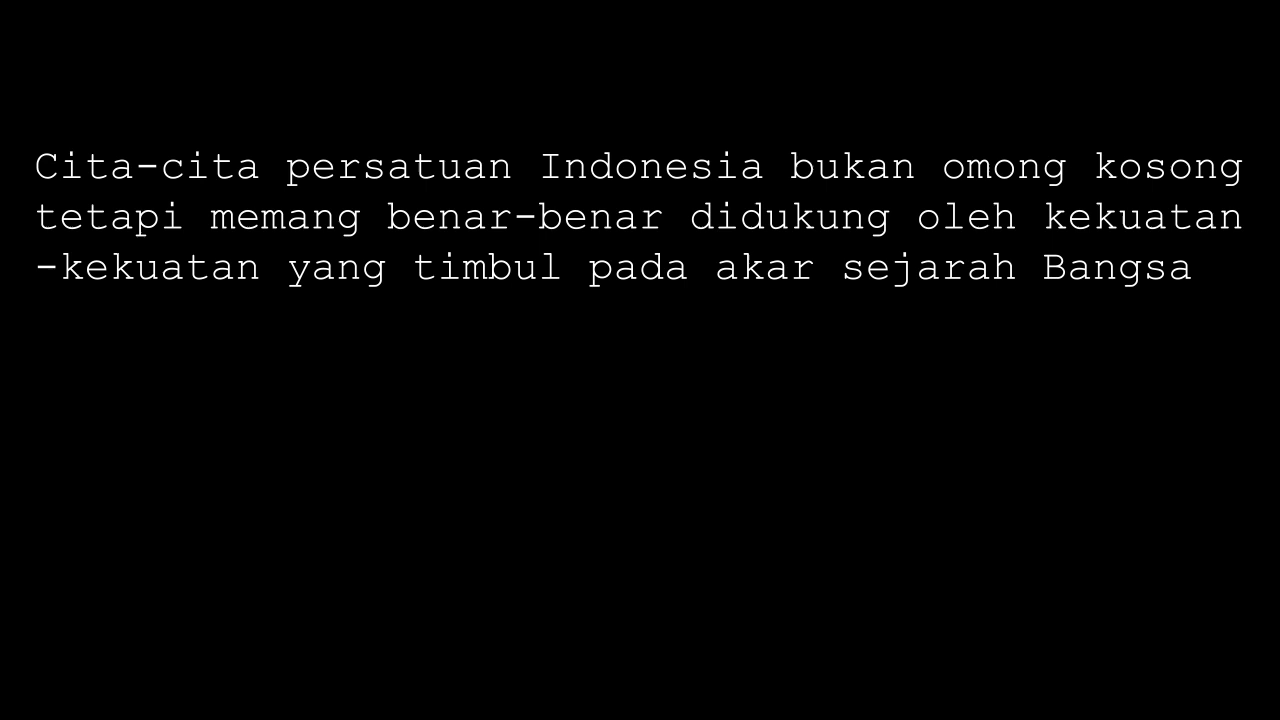 Cita-cita persatuan Indonesia bukan omong kosong
tetapi memang benar-benar didukung oleh kekuatan
-kekuatan yang timbul pada akar sejarah Bangsa